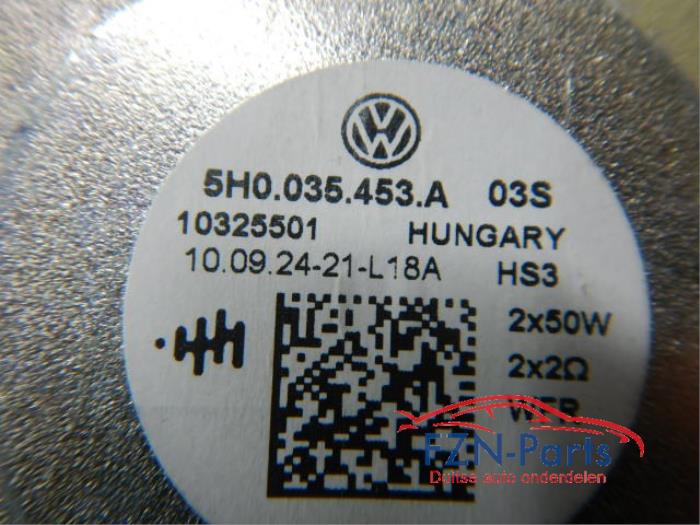 5H0.035.453.A 03S
10325501 HUNGARY
10.09.24-21-L18A HS3
2x50W
2x2Ω
WFR
FZN-Parts
Duitse auto onderdelen